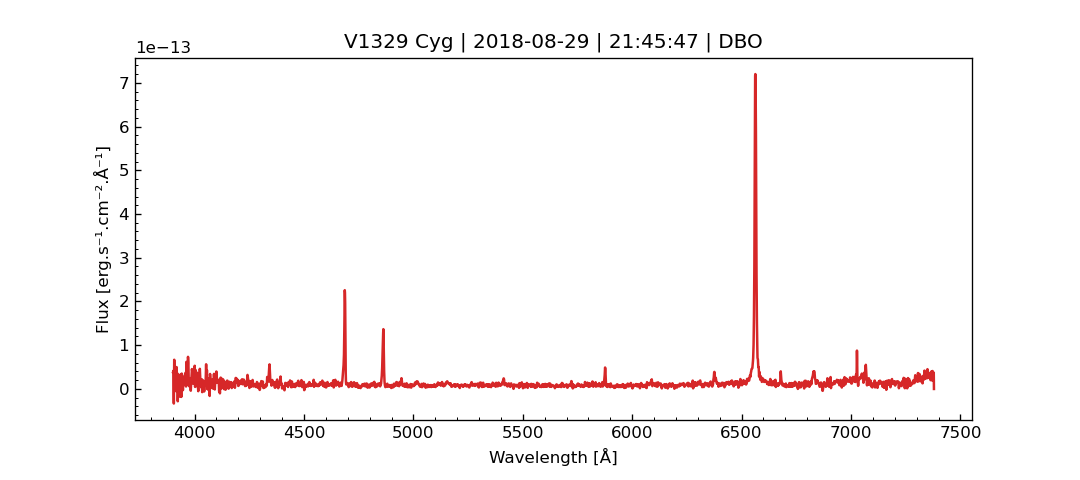 V1329 Cyg | 2018-08-29 | 21:45:47 | DBO
1e−13
7
6
5
4
3
2
1
0
Flux [erg.s⁻¹.cm⁻².Å⁻¹]
4000 4500 5000 5500 6000 6500 7000 7500
Wavelength [Å]